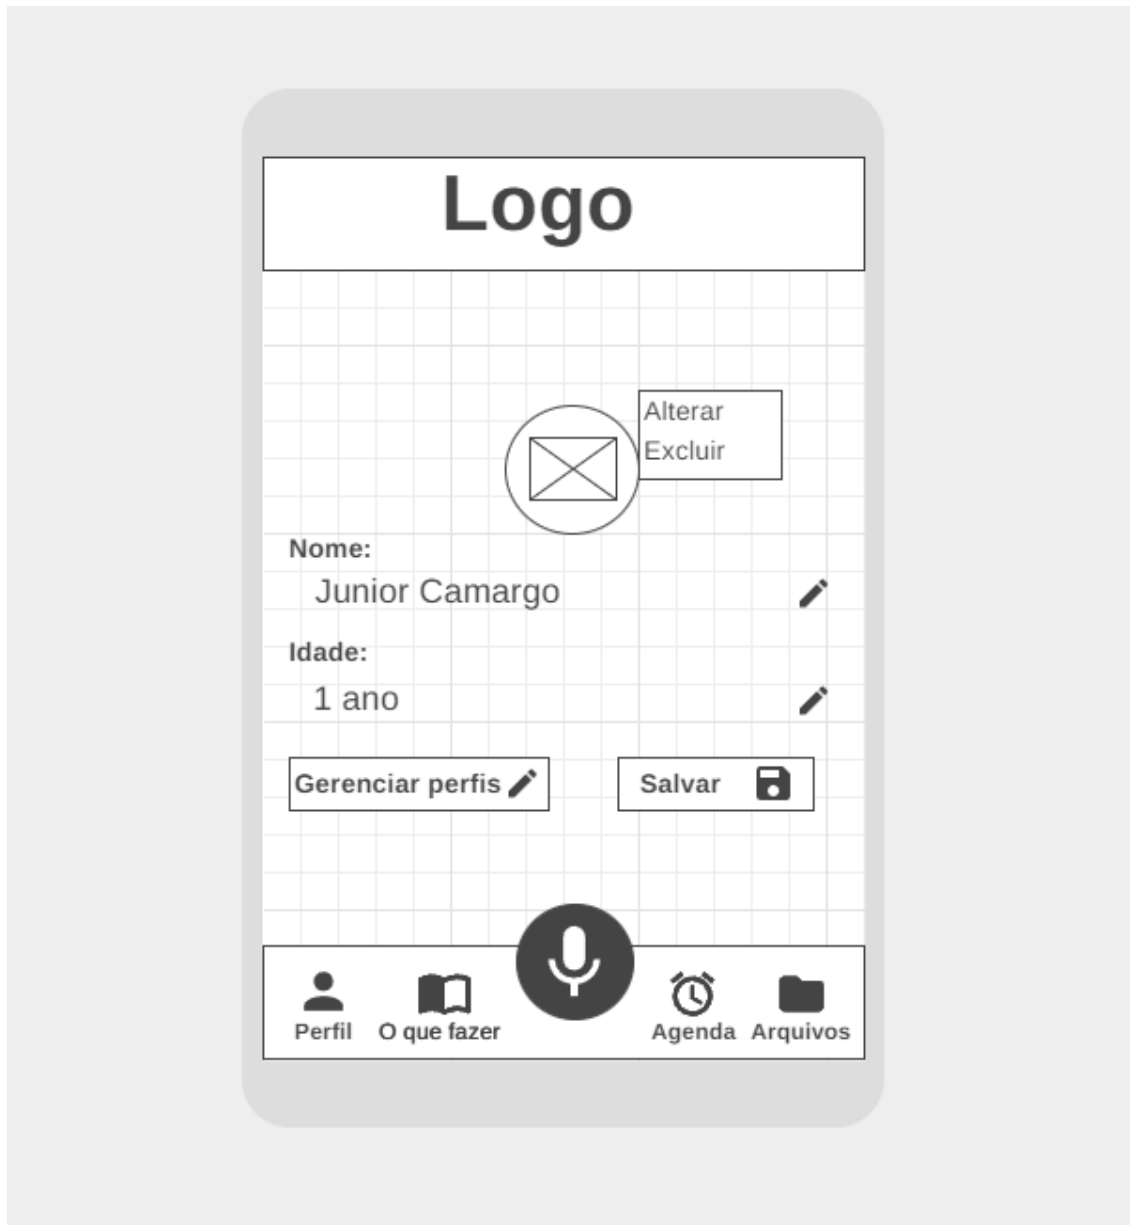 Logo
Alterar
Excluir
Nome:
Junior Camargo
Idade:
1 ano
Gerenciar perfis
Salvar
Perfil
O que fazer
Agenda
Arquivos